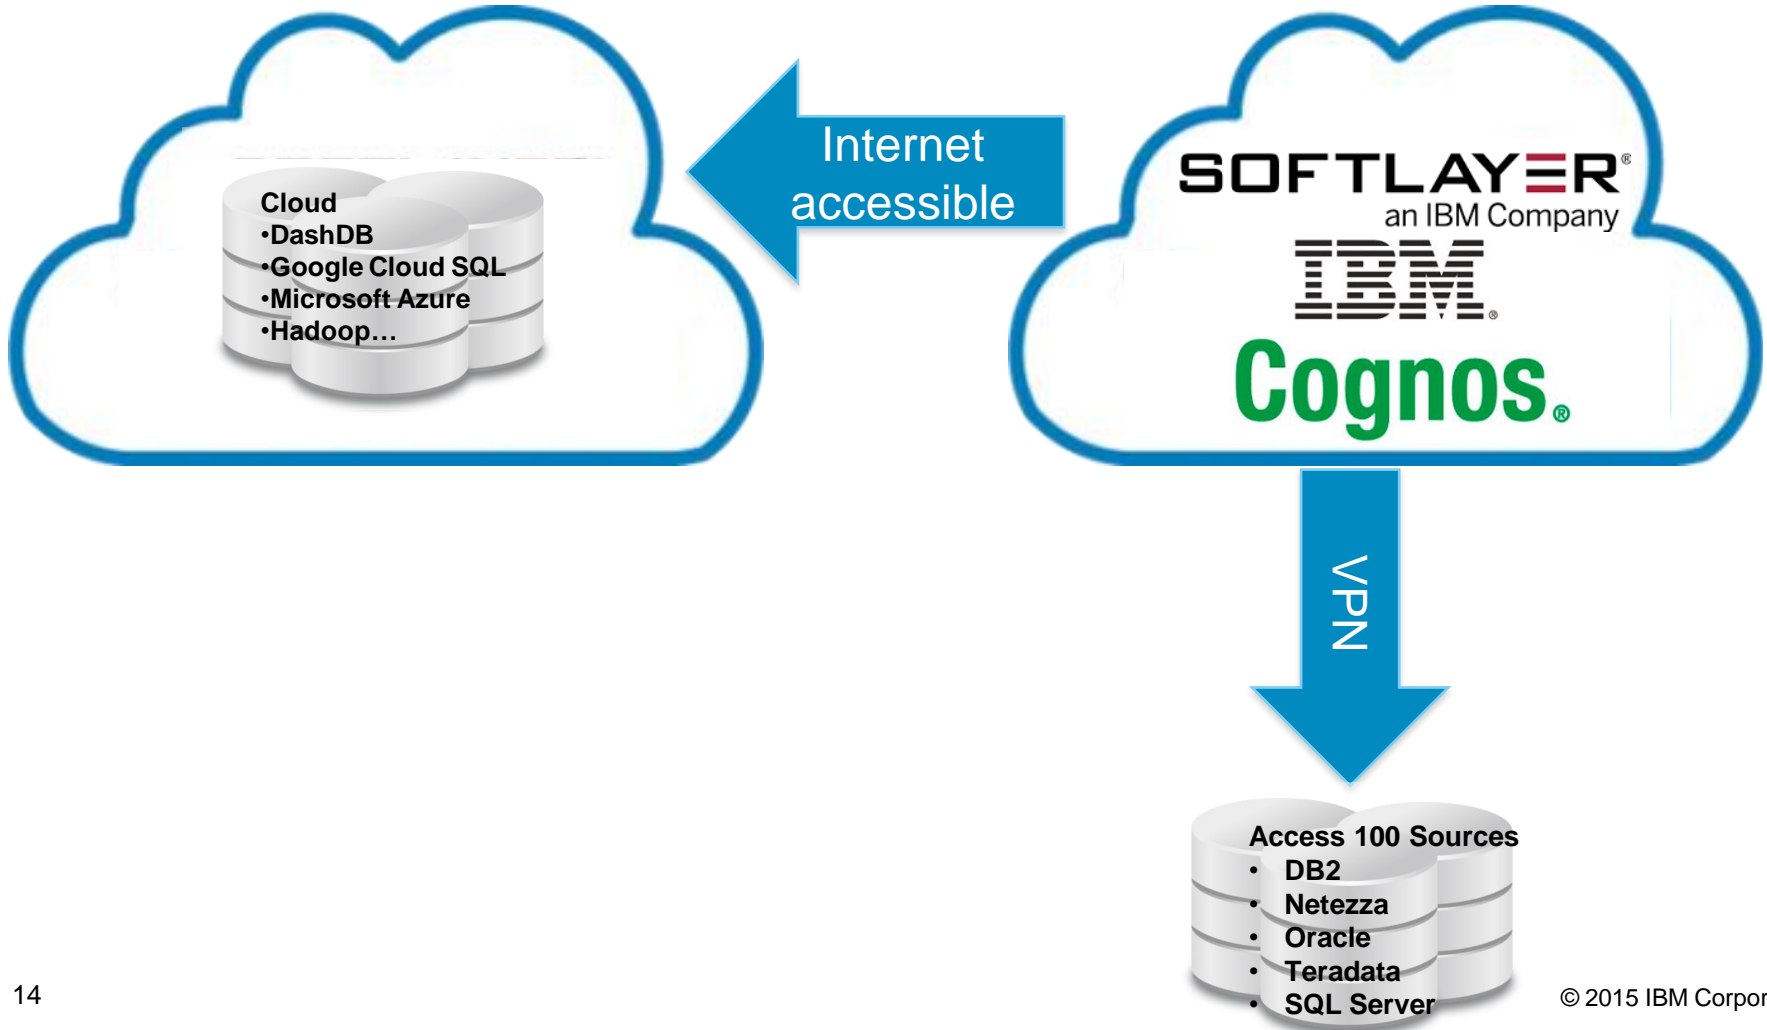 Cloud
•DashDB
•Google Cloud SQL
•Microsoft Azure
•Hadoop…
Internet
accessible
SOFTLAYER®
an IBM Company
IBM®
Cognos®
VPN
Access 100 Sources
• DB2
• Netezza
• Oracle
• Teradata
• SQL Server
14
© 2015 IBM Corpor